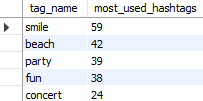 tag_name most_used_hashtags
smile 59
beach 42
party 39
fun 38
concert 24